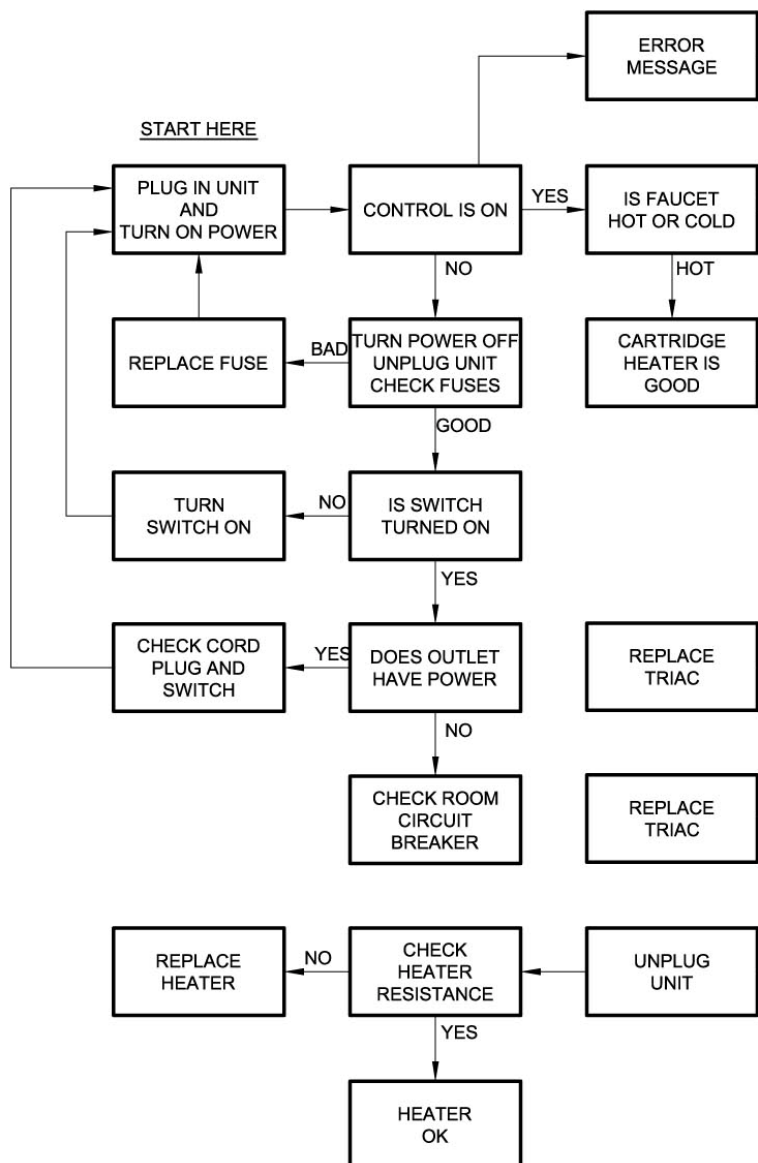 ERROR
MESSAGE
START HERE
PLUG IN UNIT
AND
TURN ON POWER
CONTROL IS ON
YES
IS FAUCET
HOT OR COLD
NO
HOT
REPLACE FUSE
BAD
TURN POWER OFF
UNPLUG UNIT
CHECK FUSES
CARTRIDGE
HEATER IS
GOOD
GOOD
TURN
SWITCH ON
NO
IS SWITCH
TURNED ON
YES
CHECK CORD
PLUG AND
SWITCH
YES
DOES OUTLET
HAVE POWER
REPLACE
TRIAC
NO
CHECK ROOM
CIRCUIT
BREAKER
REPLACE
TRIAC
REPLACE
HEATER
NO
CHECK
HEATER
RESISTANCE
UNPLUG
UNIT
YES
HEATER
OK